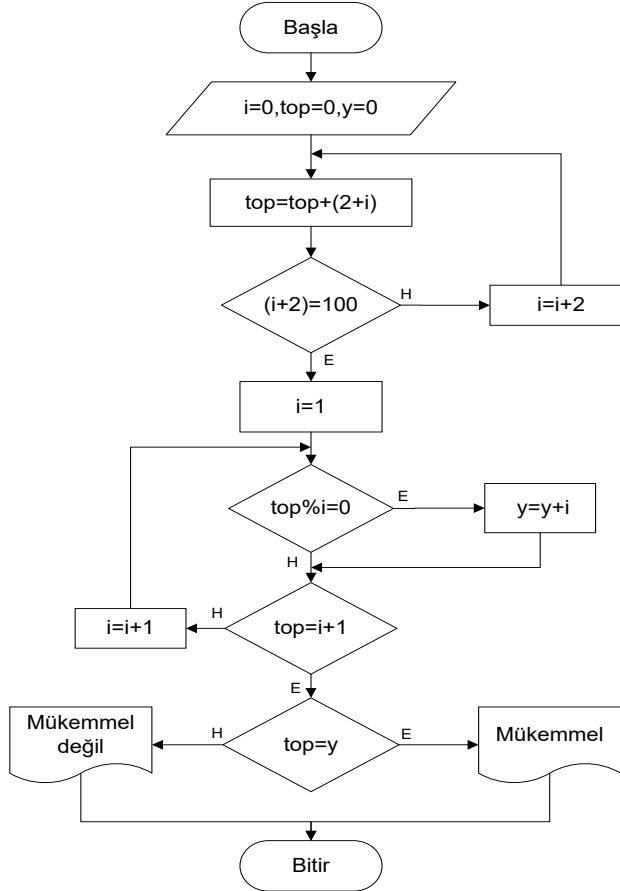 Başla
i=0,top=0,y=0
top=top+(2+i)
(i+2)=100
H
i=i+2
E
i=1
top%i=0
E
y=y+i
H
top=i+1
H
i=i+1
E
top=y
H
Mükemmel
değil
E
Mükemmel
Bitir